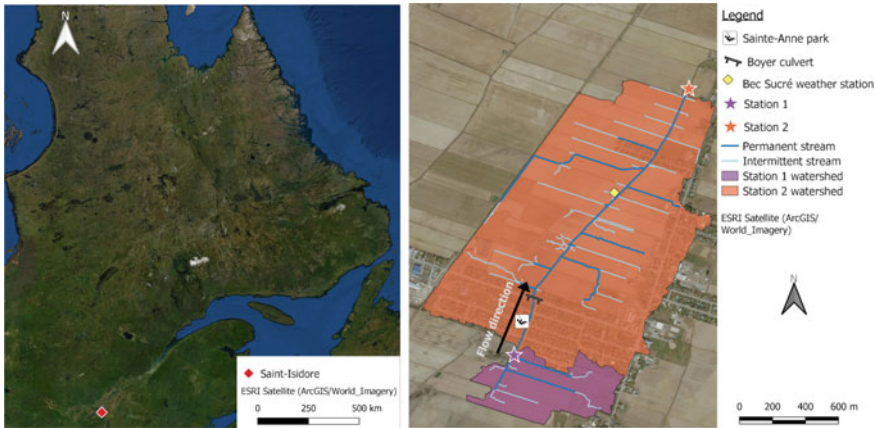 N
Saint-Isidore
ESRI Satellite (ArcGIS/World_Imagery)
0 250 500 km
Flow direction
Legend
Sainte-Anne park
Boyer culvert
Bec Sucré weather station
Station 1
Station 2
Permanent stream
Intermittent stream
Station 1 watershed
Station 2 watershed
ESRI Satellite (ArcGIS/
World_Imagery)
N
0 200 400 600 m